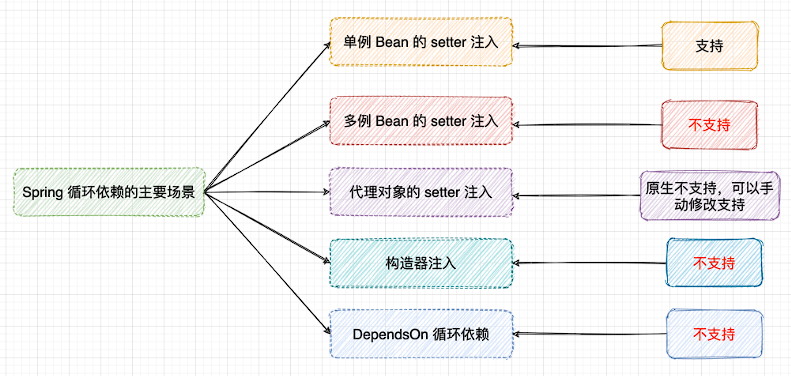 单例 Bean 的 setter 注入
支持
多例 Bean 的 setter 注入
不支持
Spring 循环依赖的主要场景
代理对象的 setter 注入
原生不支持，可以手
动修改支持
构造器注入
不支持
DependsOn 循环依赖
不支持